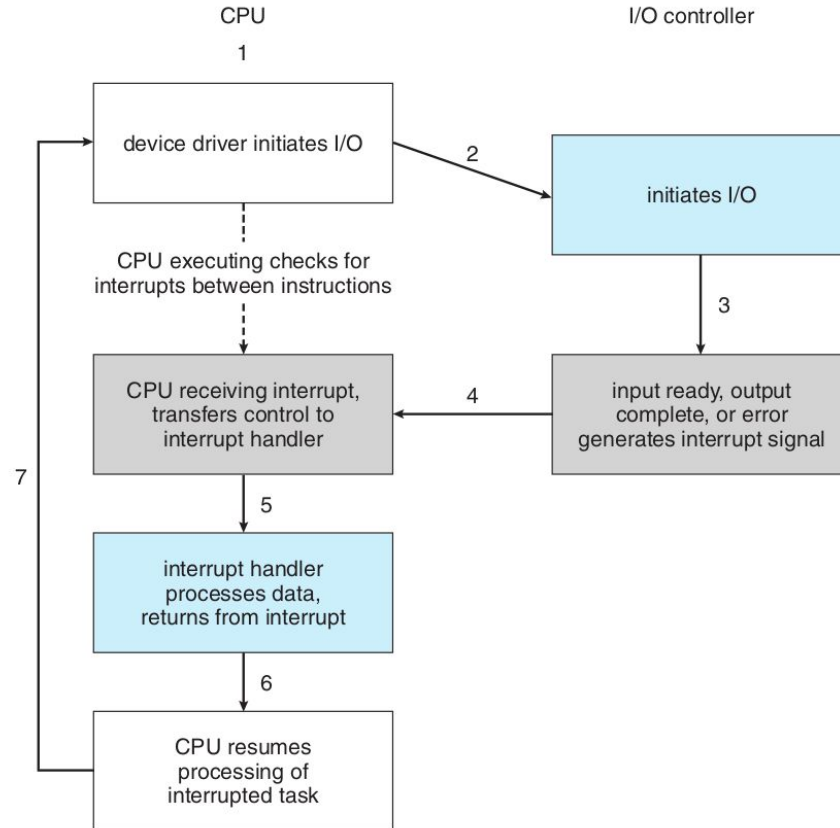 CPU
I/O controller
1
device driver initiates I/O
2
initiates I/O
CPU executing checks for
interrupts between instructions
3
CPU receiving interrupt,
transfers control to
interrupt handler
4
input ready, output
complete, or error
generates interrupt signal
7
5
interrupt handler
processes data,
returns from interrupt
6
CPU resumes
processing of
interrupted task